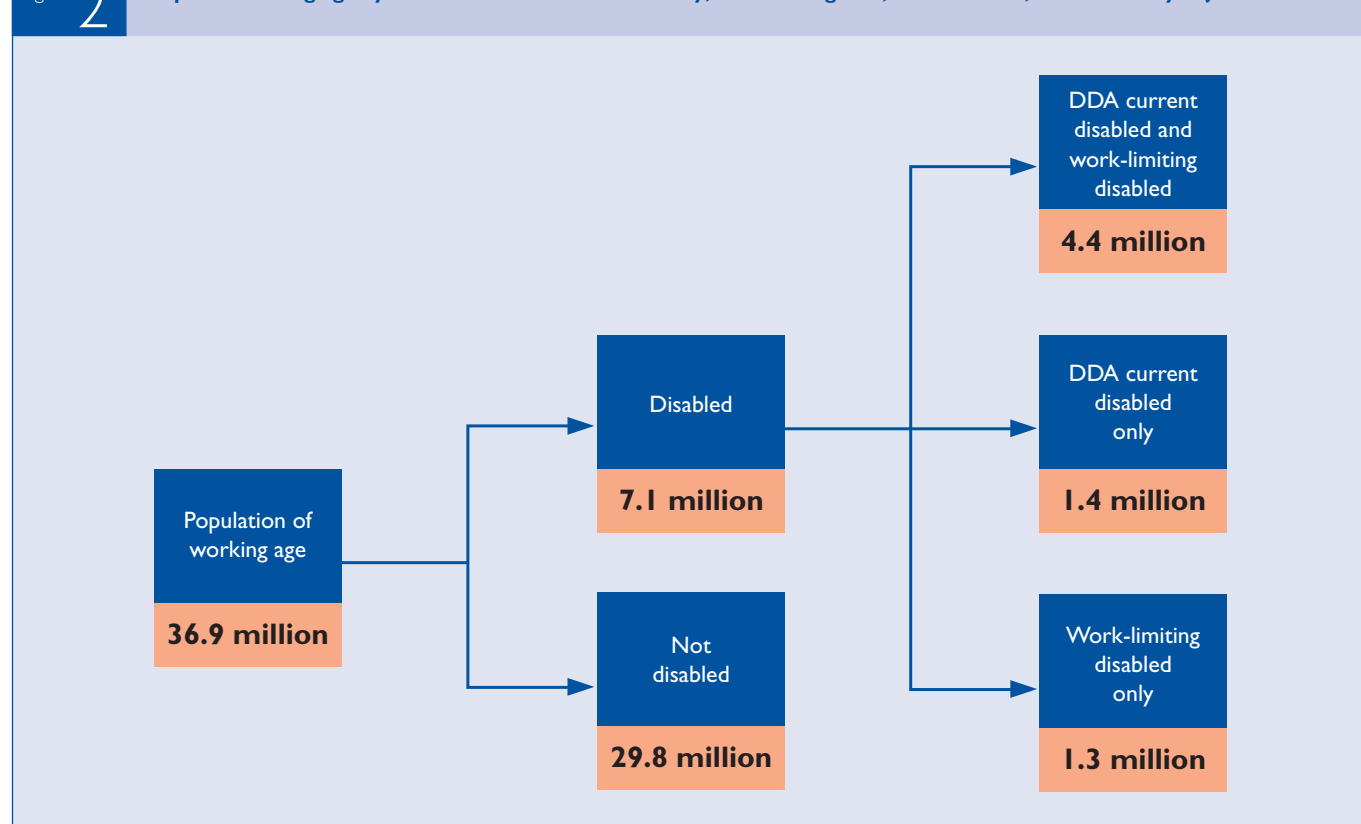 2
Population of
working age
36.9 million
Disabled
7.1 million
Not
disabled
29.8 million
DDA current
disabled and
work-limiting
disabled
4.4 million
DDA current
disabled
only
1.4 million
Work-limiting
disabled
only
1.3 million